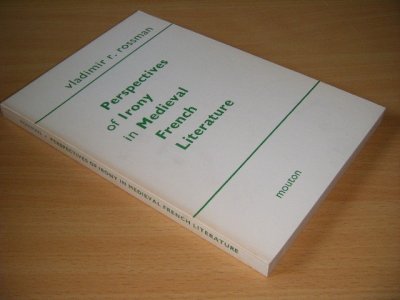 vladimir r. rossman
Perspectives
of Irony
in Medieval
French
Literature
mouton
PERSPECTIVES OF IRONY IN MEDIEVAL FRENCH LITERATURE